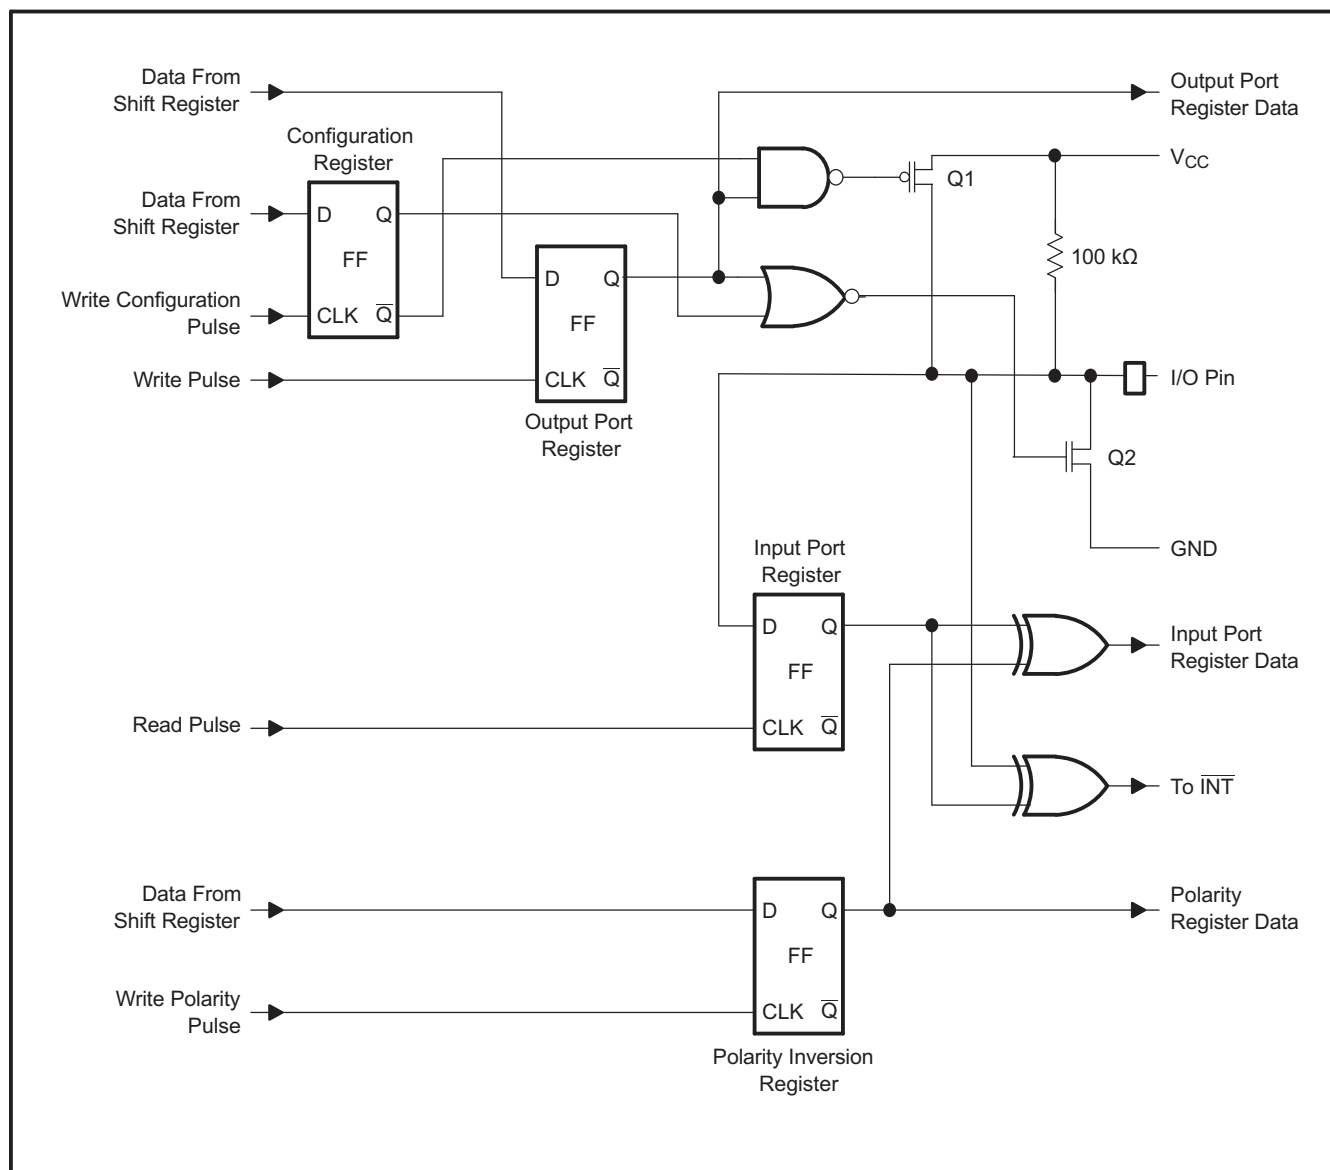 Data From
Shift Register
Output Port
Register Data
Configuration
Register
VCC
Q1
Data From
Shift Register
D
Q
FF
100 kΩ
D
Q
Write Configuration
Pulse
CLK
Q̅
FF
I/O Pin
Write Pulse
CLK
Q̅
Output Port
Register
Q2
GND
Input Port
Register
D
Q
Input Port
Register Data
FF
Read Pulse
CLK
Q̅
To I̅N̅T̅
Data From
Shift Register
D
Q
Polarity
Register Data
FF
Write Polarity
Pulse
CLK
Q̅
Polarity Inversion
Register